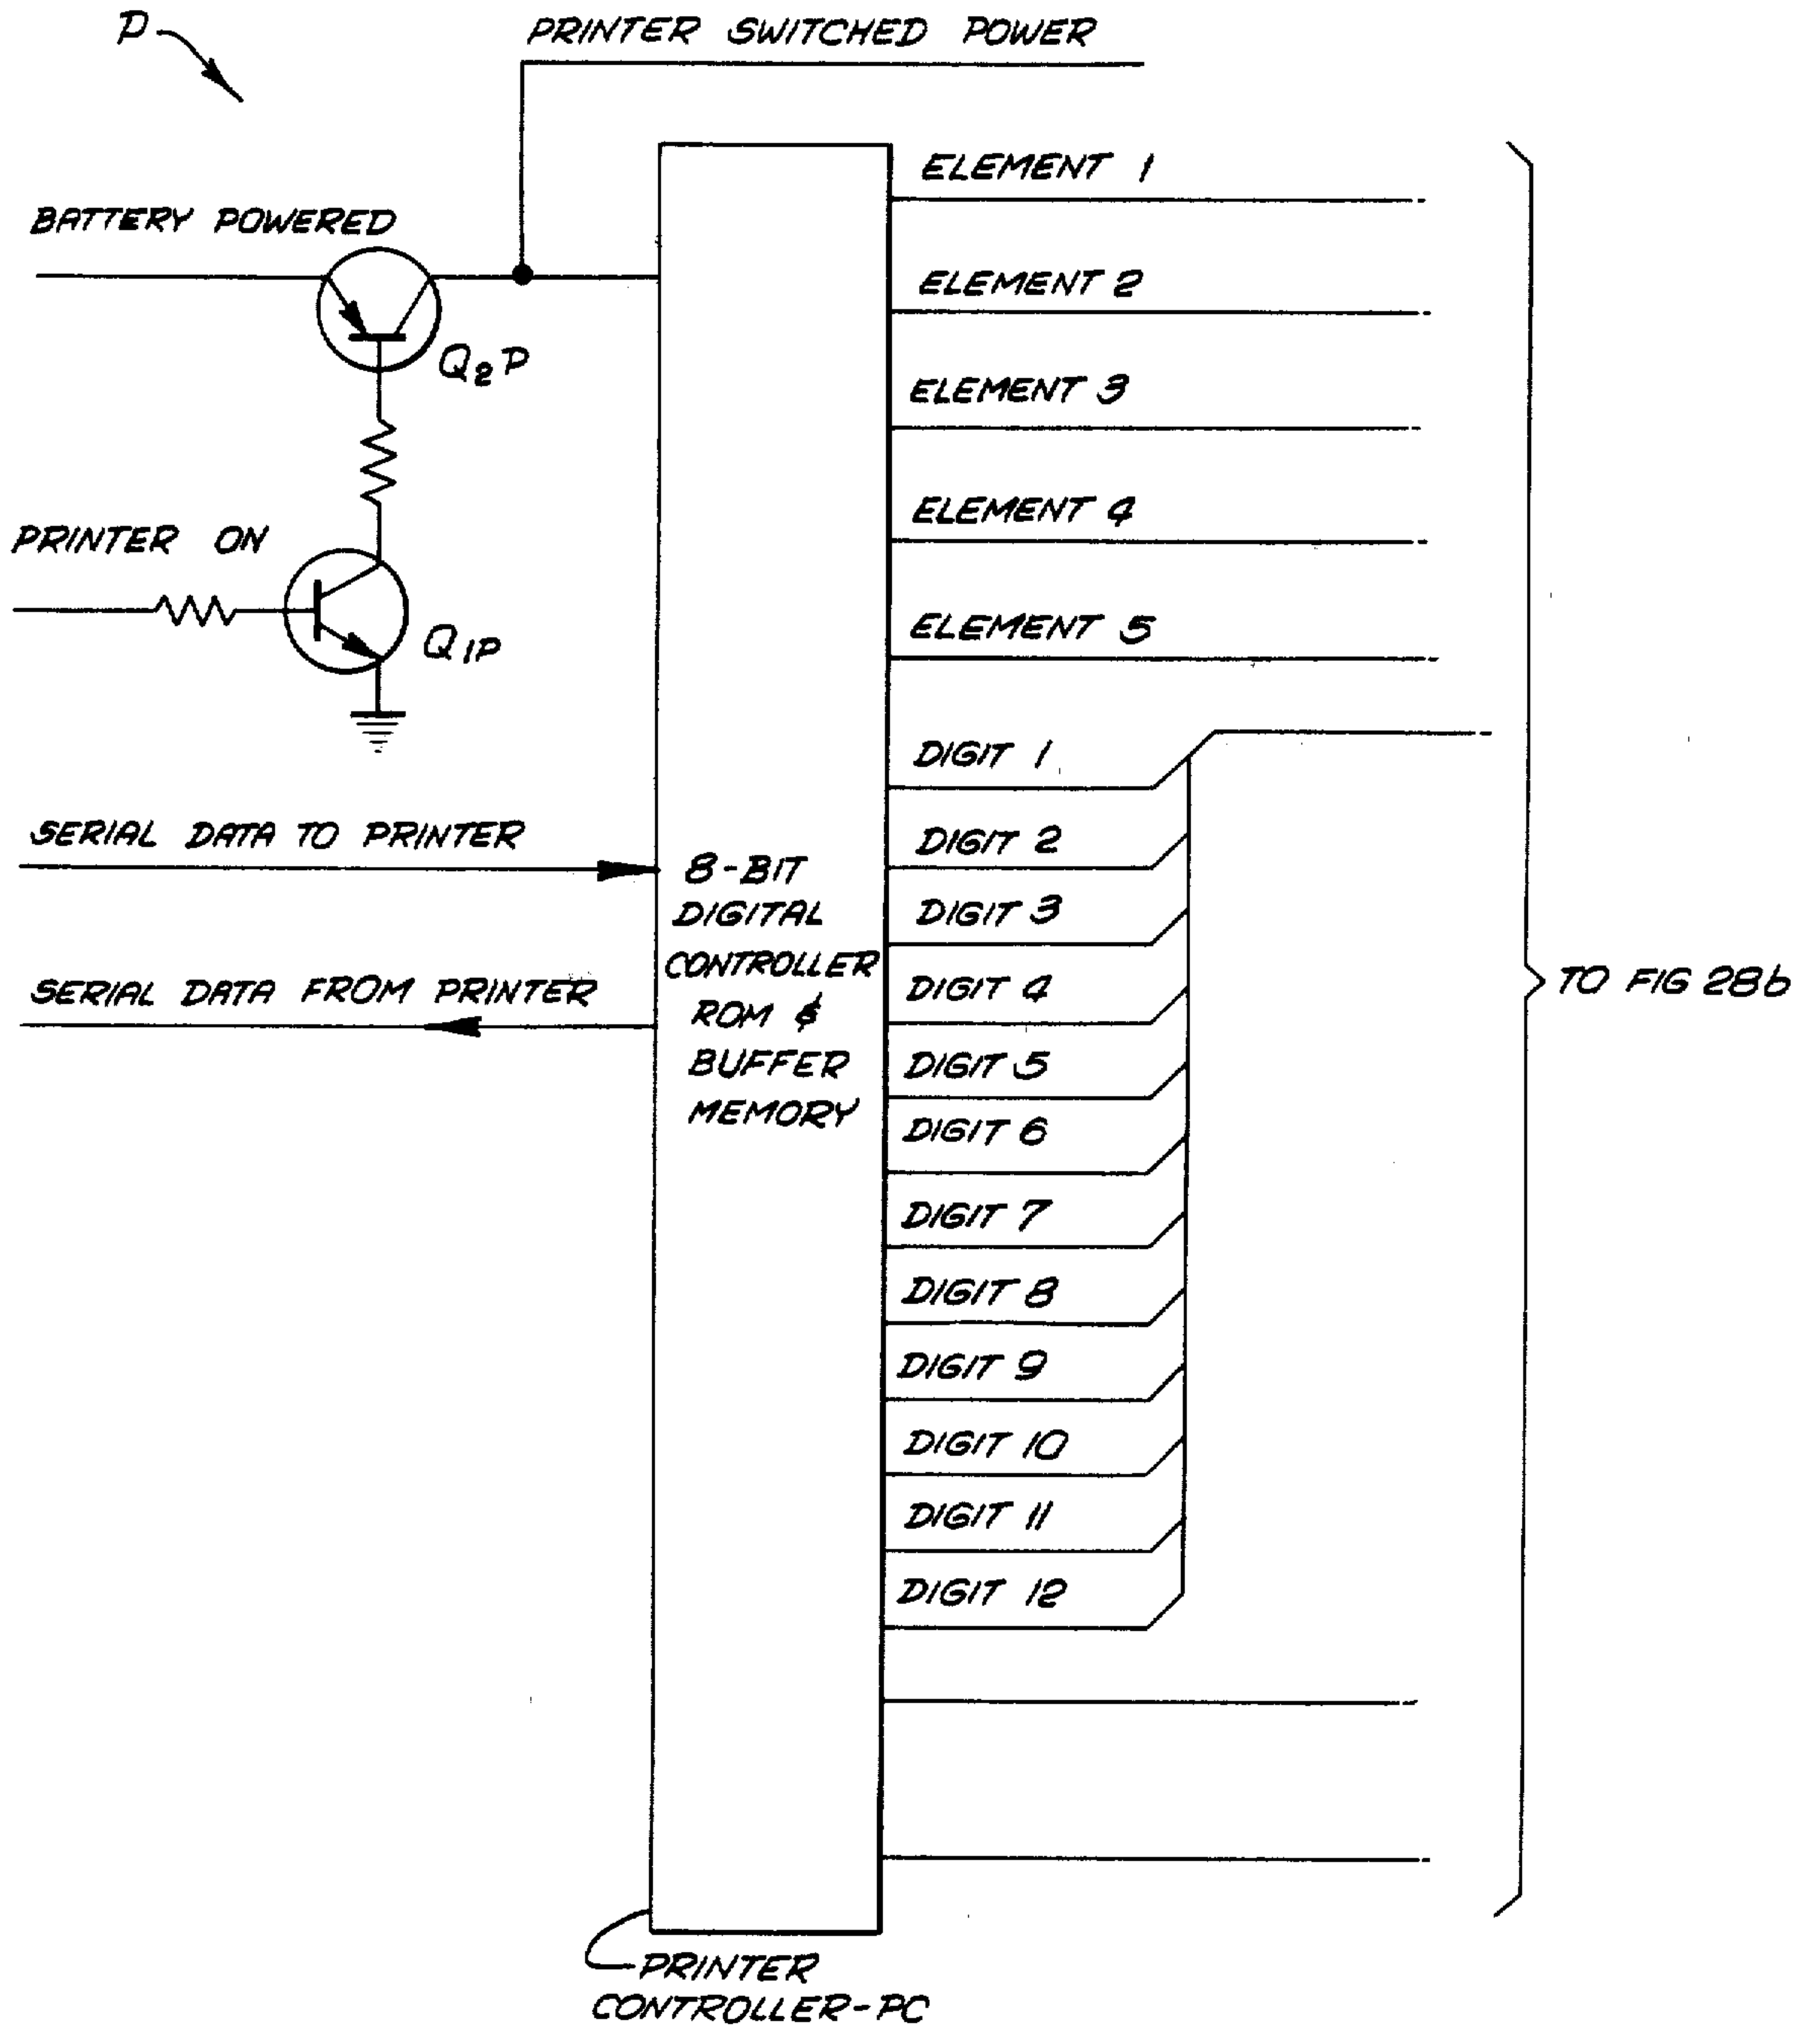 P
PRINTER SWITCHED POWER
BATTERY POWERED
Q2P
PRINTER ON
Q1P
SERIAL DATA TO PRINTER
SERIAL DATA FROM PRINTER
8-BIT
DIGITAL
CONTROLLER
ROM &
BUFFER
MEMORY
ELEMENT 1
ELEMENT 2
ELEMENT 3
ELEMENT 4
ELEMENT 5
DIGIT 1
DIGIT 2
DIGIT 3
DIGIT 4
DIGIT 5
DIGIT 6
DIGIT 7
DIGIT 8
DIGIT 9
DIGIT 10
DIGIT 11
DIGIT 12
TO FIG 28b
PRINTER
CONTROLLER-PC